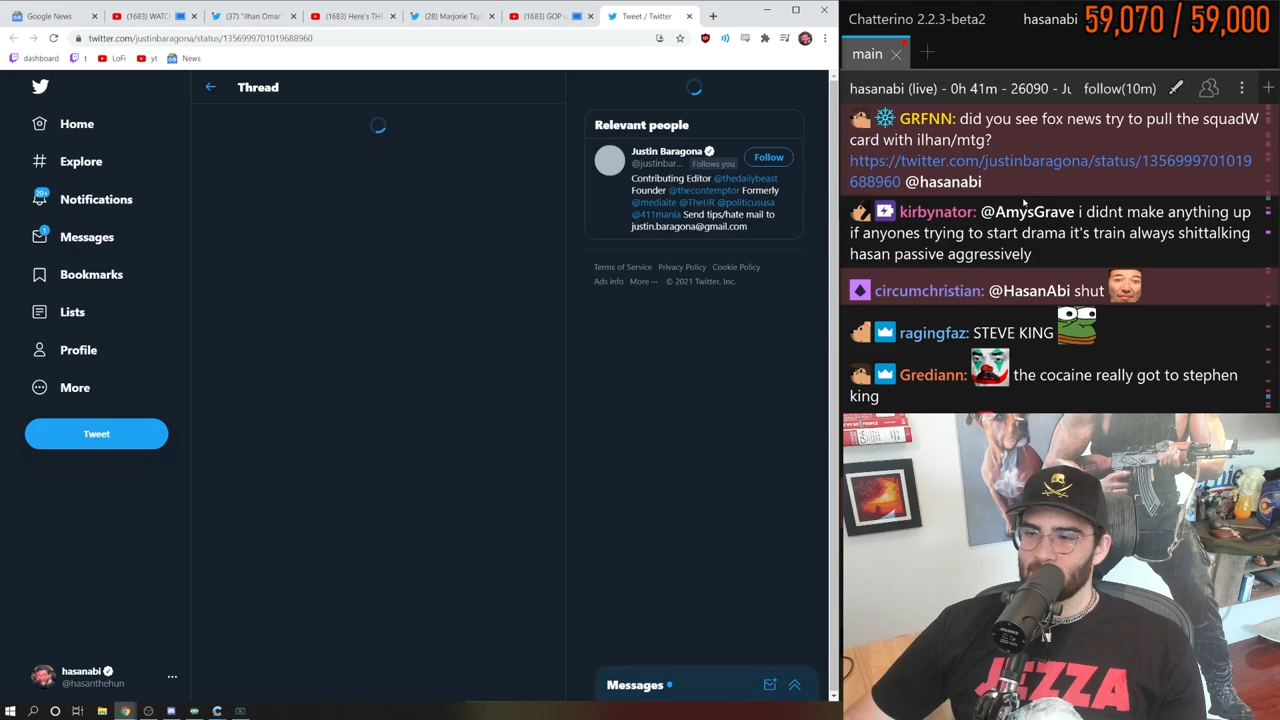 Google News
(1683) WATCH
(37) "Ilhan Omar"
(1683) Here's THE
(28) Marjorie Tayl
(1683) GOP
Tweet / Twitter
twitter.com/justinbaragona/status/1356999701019688960
dashboard
t
LoFi
yt
News
Home
Explore
20+
Notifications
1
Messages
Bookmarks
Lists
Profile
More
Tweet
hasanabi
@hasanthehun
Thread
Relevant people
Justin Baragona
@justinbar... Follows you
Follow
Contributing Editor @thedailybeast
Founder @thecontemptor Formerly
@mediaite @TheIJR @politicususa
@411mania Send tips/hate mail to
justin.baragona@gmail.com
Terms of Service Privacy Policy Cookie Policy
Ads info More ··· © 2021 Twitter, Inc.
Messages
Chatterino 2.2.3-beta2
hasanabi
59,070 / 59,000
main
hasanabi (live) - 0h 41m - 26090 - Ju
follow(10m)
GRFNN: did you see fox news try to pull the squadW
card with ilhan/mtg?
https://twitter.com/justinbaragona/status/1356999701019
688960 @hasanabi
kirbynator: @AmysGrave i didnt make anything up
if anyones trying to start drama it's train always shittalking
hasan passive aggressively
circumchristian: @HasanAbi shut
ragingfaz: STEVE KING
Grediann: the cocaine really got to stephen
king
JEZZA